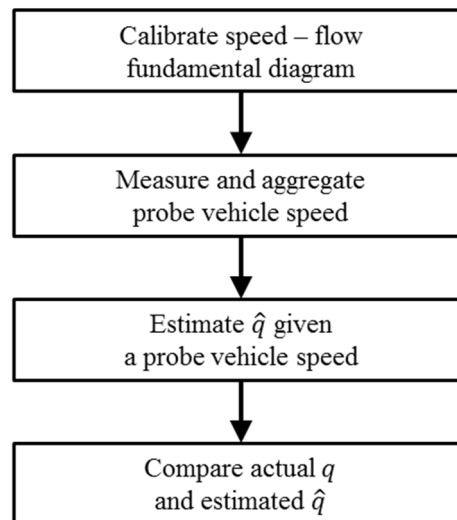 Calibrate speed – flow
fundamental diagram
Measure and aggregate
probe vehicle speed
Estimate q̂ given
a probe vehicle speed
Compare actual q
and estimated q̂